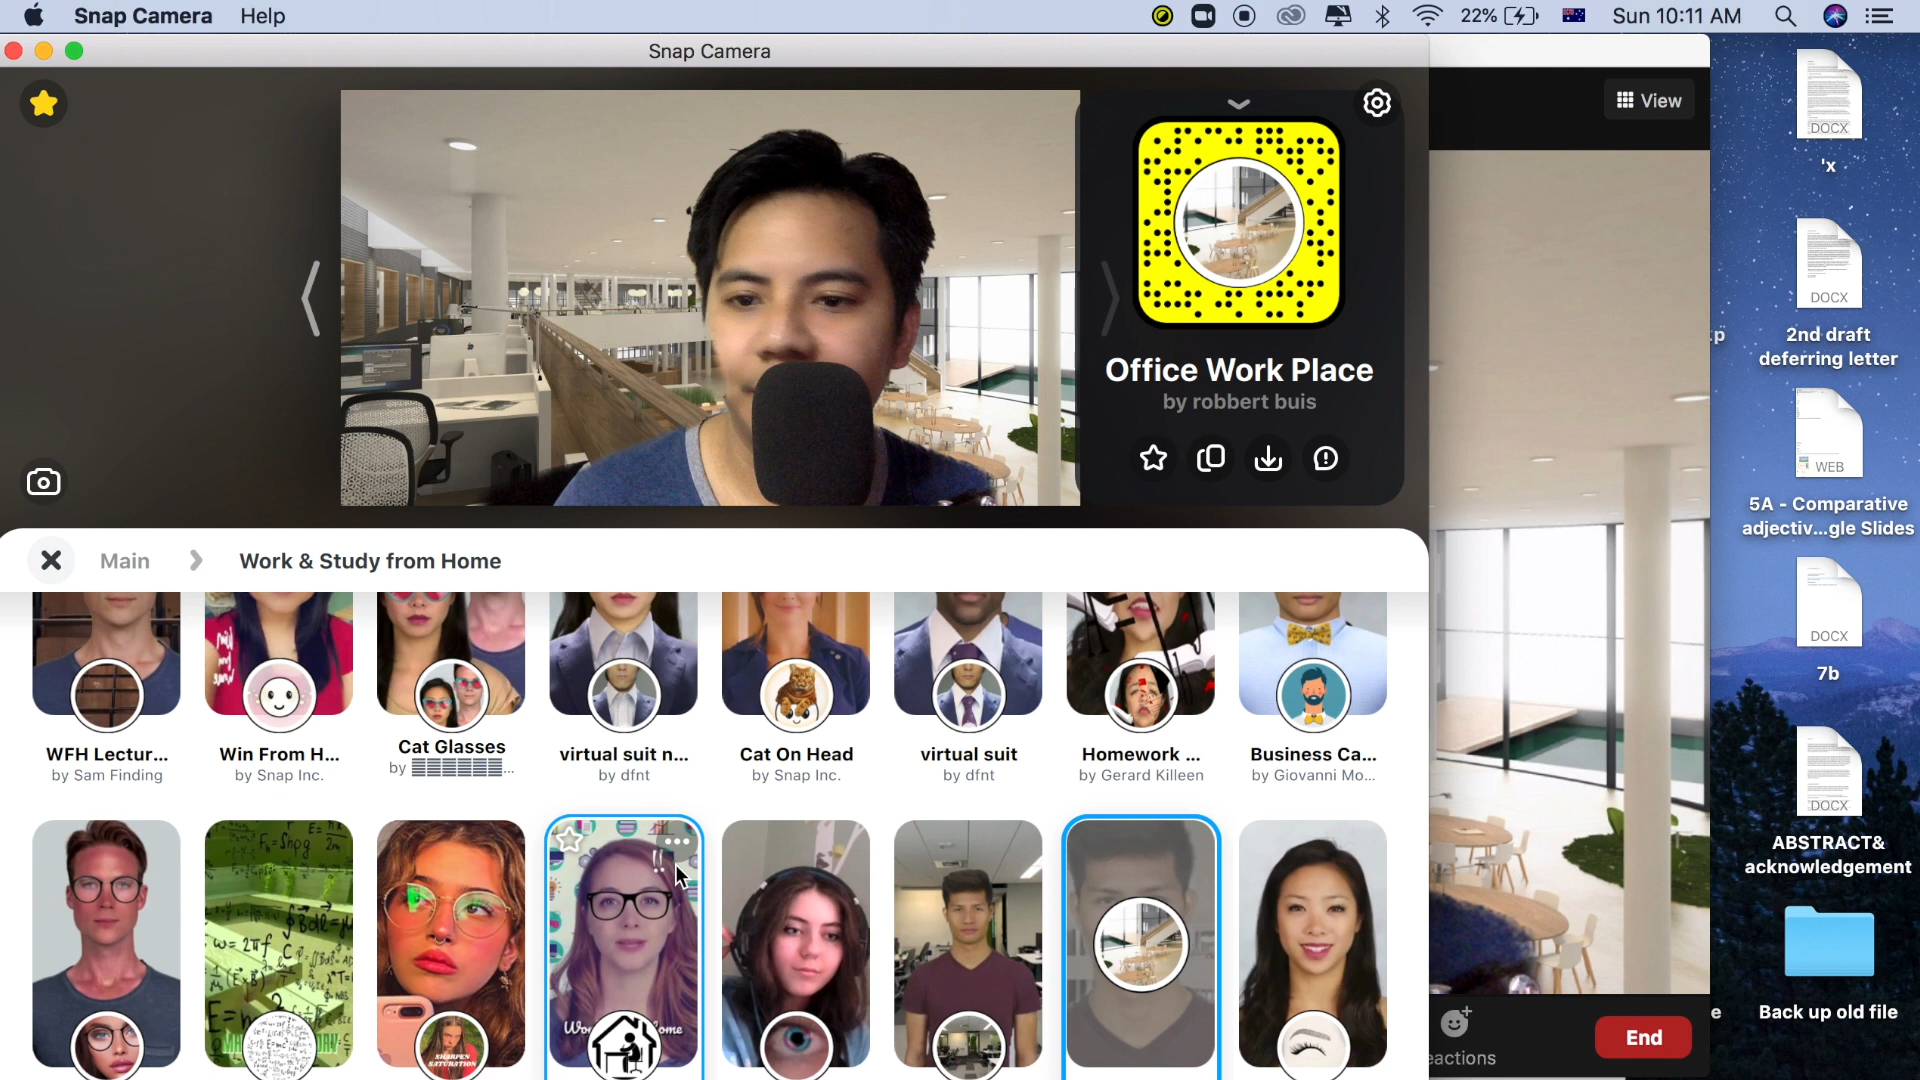 Snap Camera Help
22% Sun 10:11 AM
Snap Camera
View
DOCX
'x
DOCX
2nd draft
deferring letter
Office Work Place
by robbert buis
WEB
5A - Comparative
adjectiv...gle Slides
Main Work & Study from Home
DOCX
7b
WFH Lectur...
by Sam Finding
Win From H...
by Snap Inc.
Cat Glasses
by
virtual suit n...
by dfnt
Cat On Head
by Snap Inc.
virtual suit
by dfnt
Homework ...
by Gerard Killeen
Business Ca...
by Giovanni Mo...
DOCX
ABSTRACT&
acknowledgement
SHARPEN
SATURATION
eactions
End
e
Back up old file